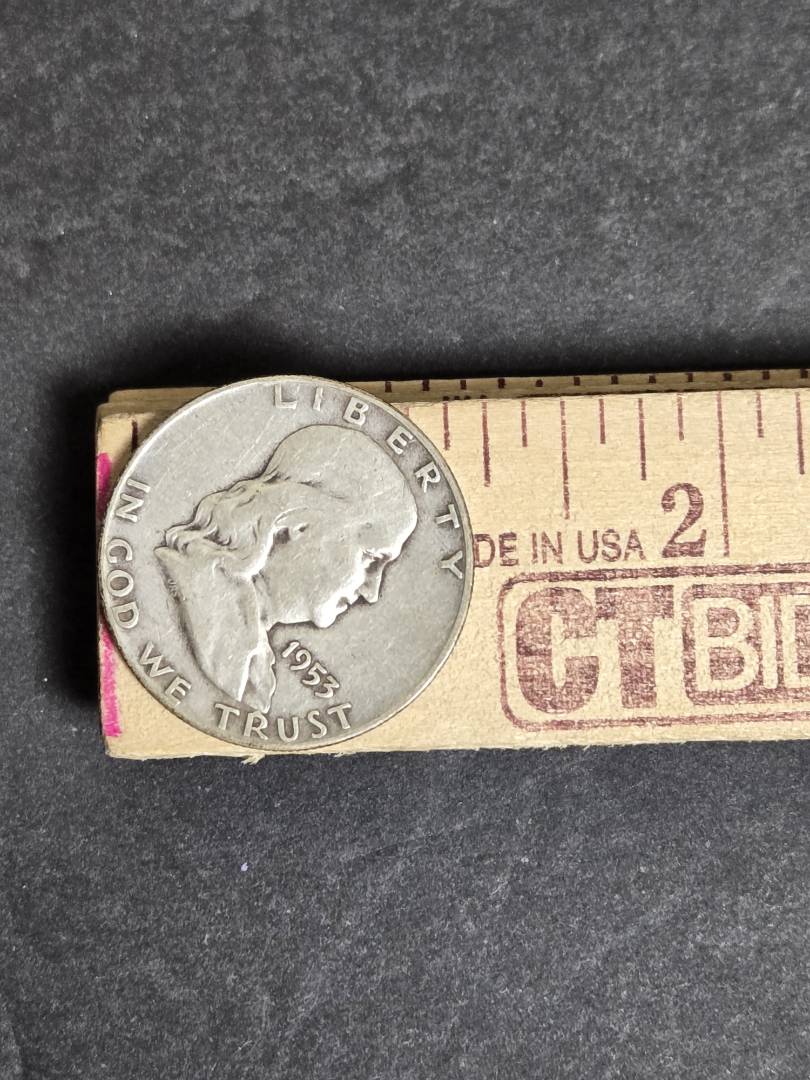 LIBERTY
IN GOD WE TRUST
1953
DE IN USA
2
CT BI